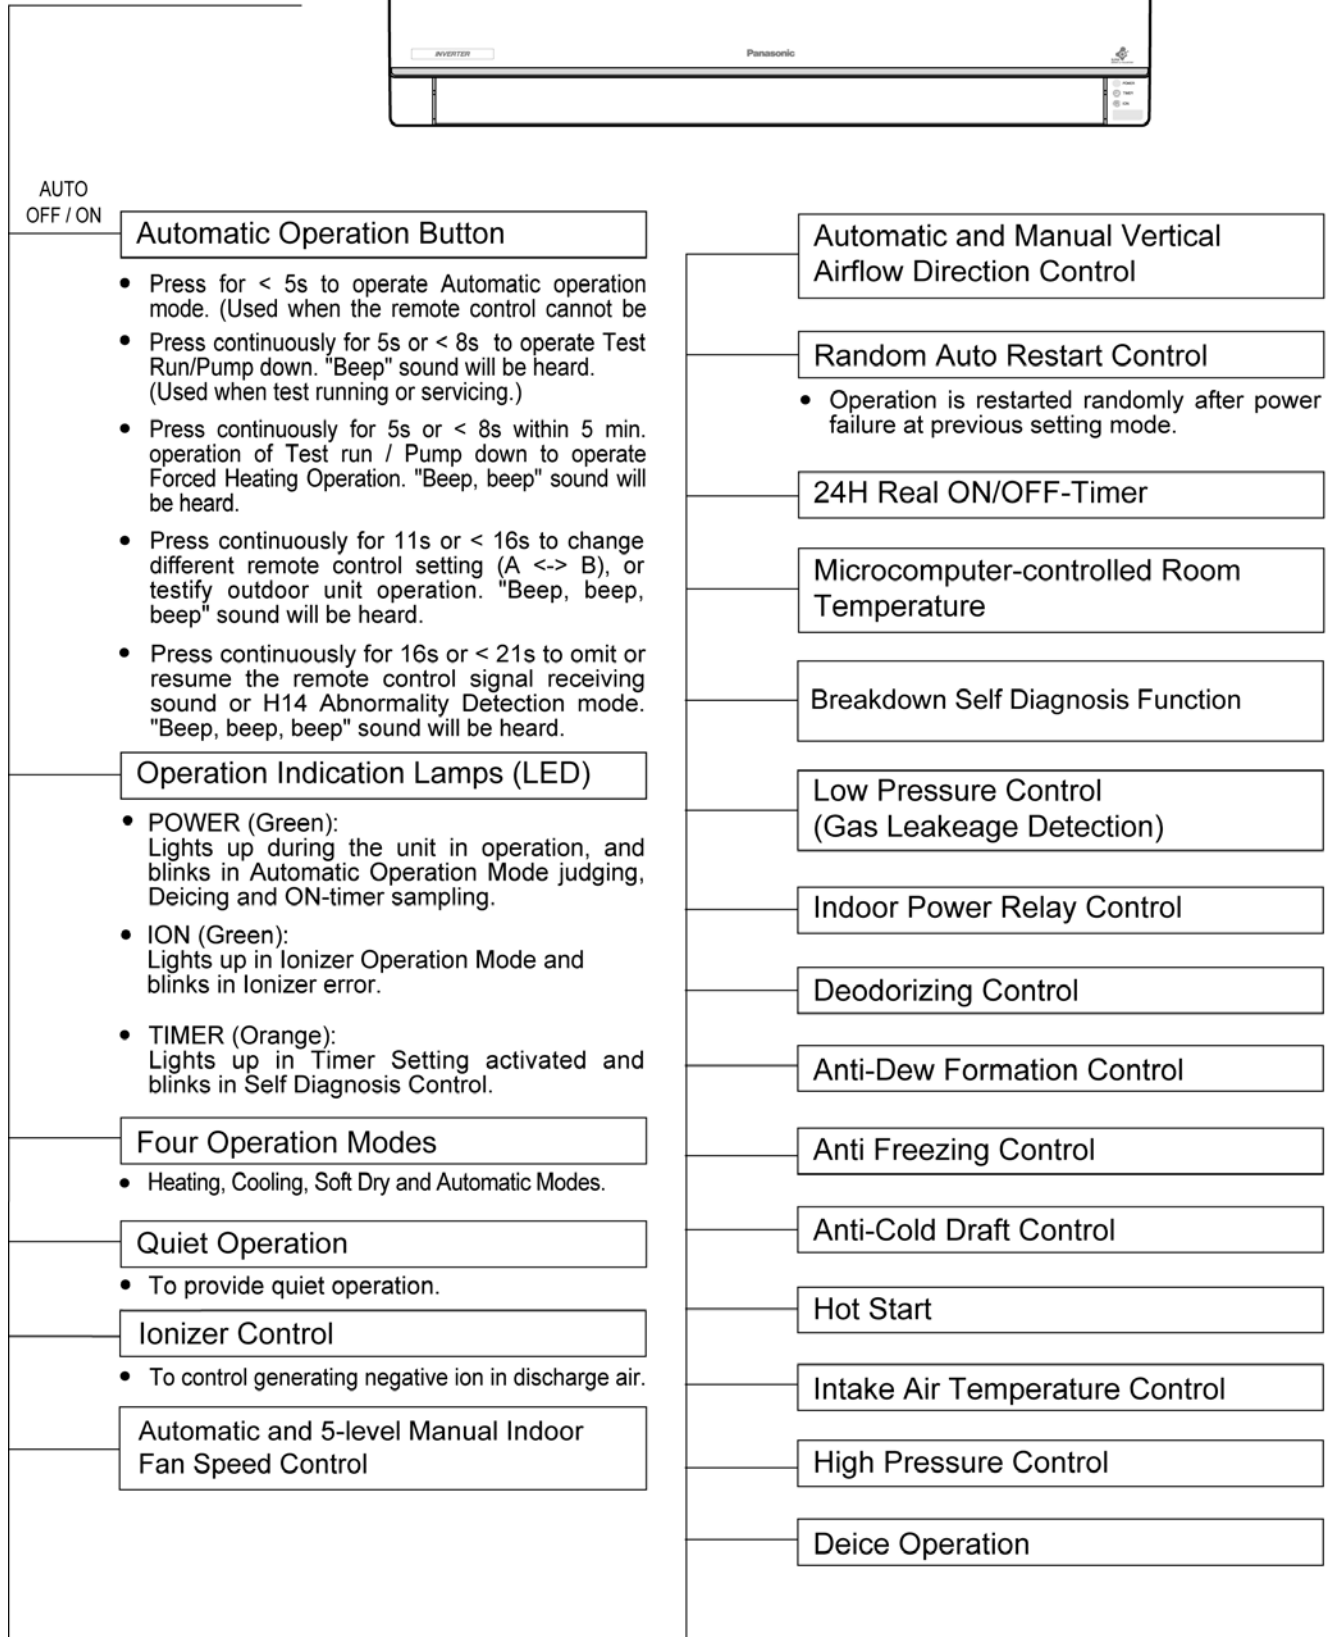 INVERTER
Panasonic
POWER
TIMER
ION
AUTO
OFF / ON
Automatic Operation Button
• Press for < 5s to operate Automatic operation
mode. (Used when the remote control cannot be
• Press continuously for 5s or < 8s to operate Test
Run/Pump down. "Beep" sound will be heard.
(Used when test running or servicing.)
• Press continuously for 5s or < 8s within 5 min.
operation of Test run / Pump down to operate
Forced Heating Operation. "Beep, beep" sound will
be heard.
• Press continuously for 11s or < 16s to change
different remote control setting (A <-> B), or
testify outdoor unit operation. "Beep, beep,
beep" sound will be heard.
• Press continuously for 16s or < 21s to omit or
resume the remote control signal receiving
sound or H14 Abnormality Detection mode.
"Beep, beep, beep" sound will be heard.
Operation Indication Lamps (LED)
• POWER (Green):
Lights up during the unit in operation, and
blinks in Automatic Operation Mode judging,
Deicing and ON-timer sampling.
• ION (Green):
Lights up in Ionizer Operation Mode and
blinks in Ionizer error.
• TIMER (Orange):
Lights up in Timer Setting activated and
blinks in Self Diagnosis Control.
Four Operation Modes
• Heating, Cooling, Soft Dry and Automatic Modes.
Quiet Operation
• To provide quiet operation.
Ionizer Control
• To control generating negative ion in discharge air.
Automatic and 5-level Manual Indoor
Fan Speed Control
Automatic and Manual Vertical
Airflow Direction Control
Random Auto Restart Control
• Operation is restarted randomly after power
failure at previous setting mode.
24H Real ON/OFF-Timer
Microcomputer-controlled Room
Temperature
Breakdown Self Diagnosis Function
Low Pressure Control
(Gas Leakeage Detection)
Indoor Power Relay Control
Deodorizing Control
Anti-Dew Formation Control
Anti Freezing Control
Anti-Cold Draft Control
Hot Start
Intake Air Temperature Control
High Pressure Control
Deice Operation